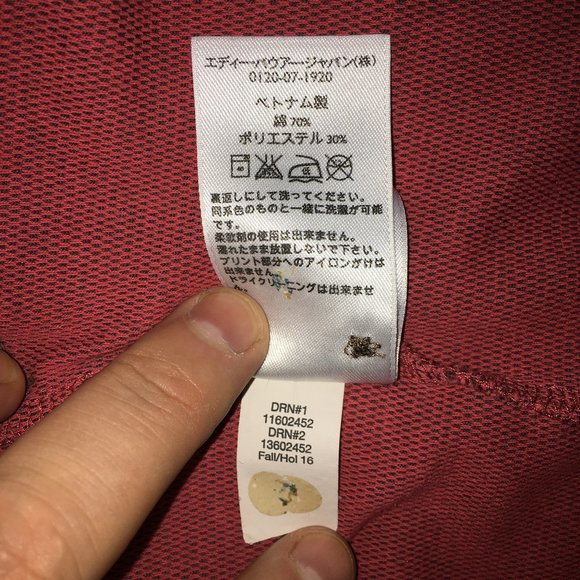 エディー・バウアー・ジャパン(株)
0120-07-1920
ベトナム製
綿 70%
ポリエステル 30%
裏返しにして洗ってください。
同系色のものと一緒に洗濯が可能
です。
柔軟剤の使用は出来ません。
濡れたまま放置しないで下さい。
プリント部分へのアイロンがけは
出来ません。
ドライクリーニングは出来ませ
ん。
DRN#1
11602452
DRN#2
13602452
Fall/Hol 16